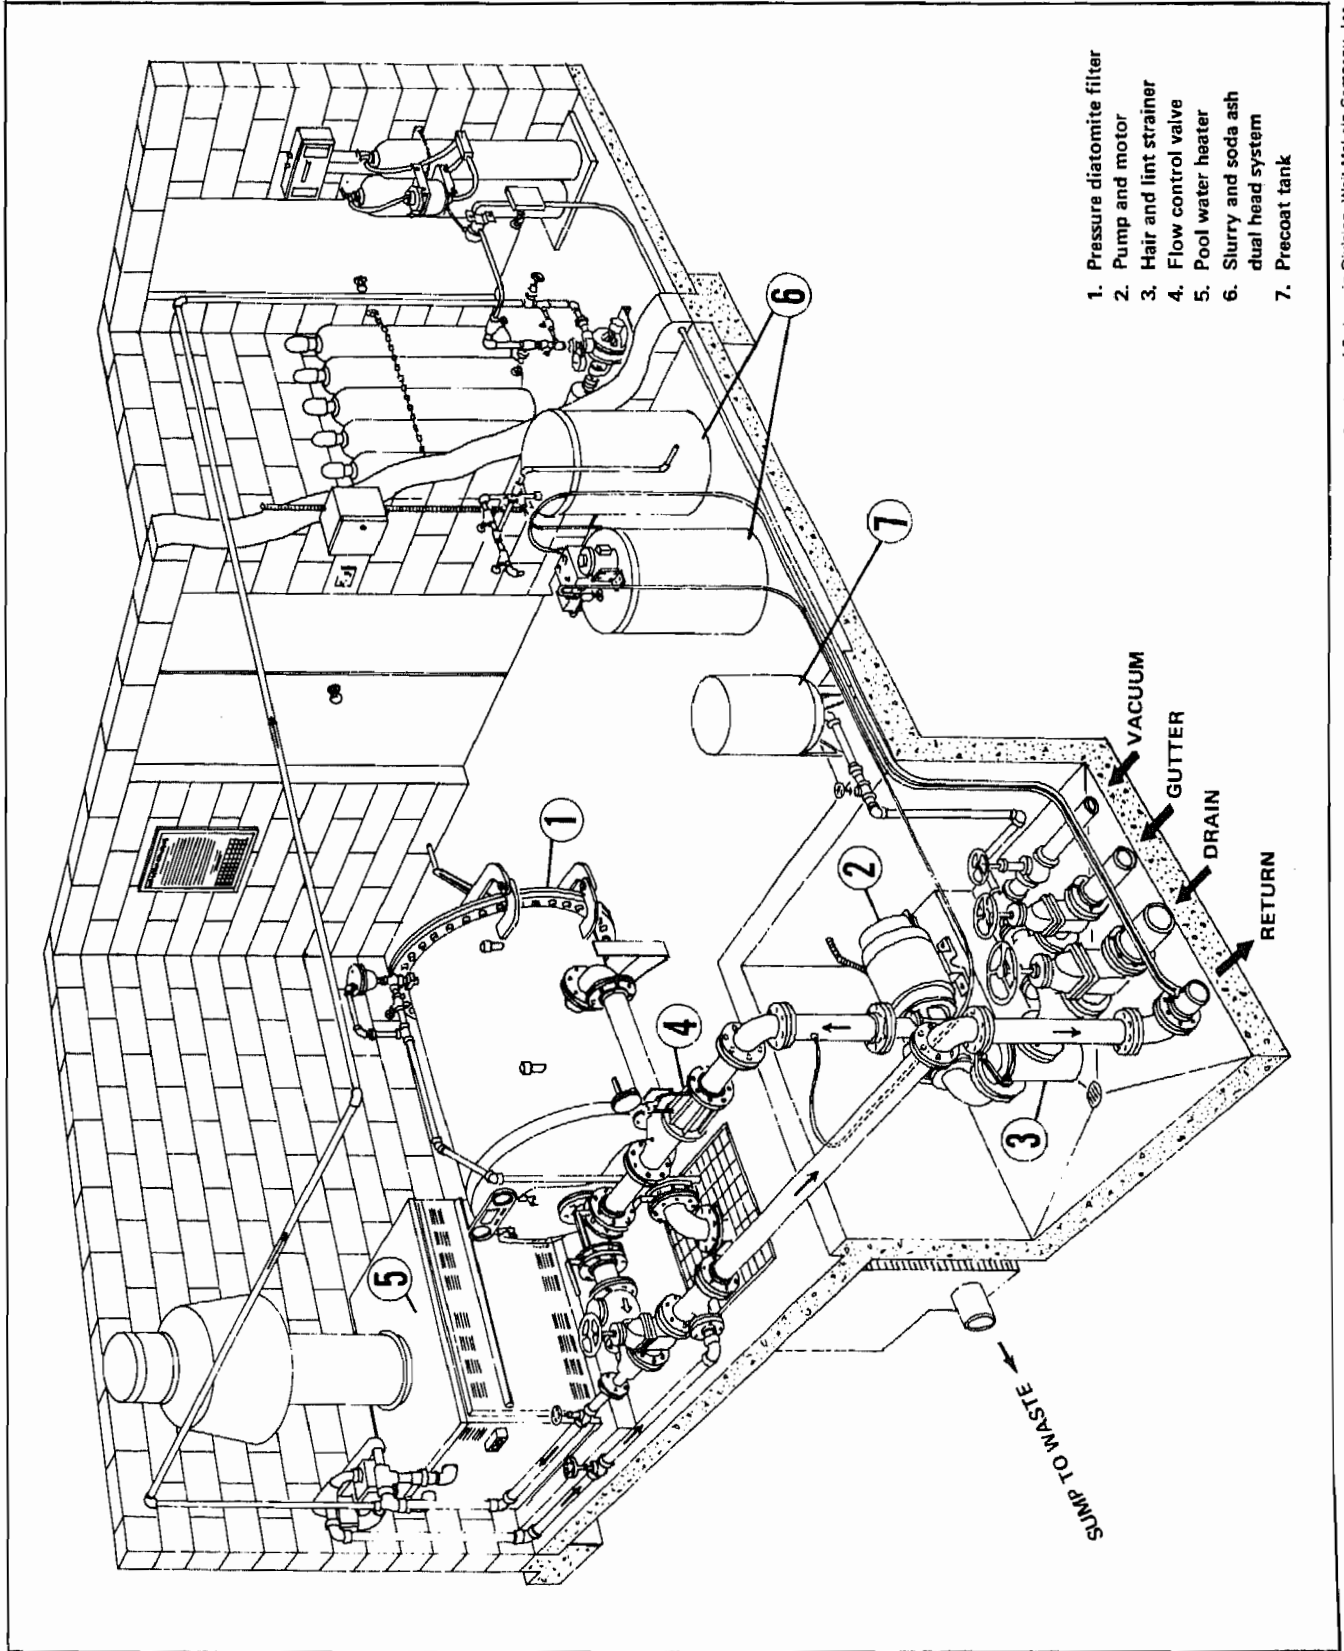 1. Pressure diatomite filter
2. Pump and motor
3. Hair and lint strainer
4. Flow control valve
5. Pool water heater
6. Slurry and soda ash
dual head system
7. Precoat tank
1
2
3
4
5
6
7
VACUUM
GUTTER
DRAIN
RETURN
SUMP TO WASTE